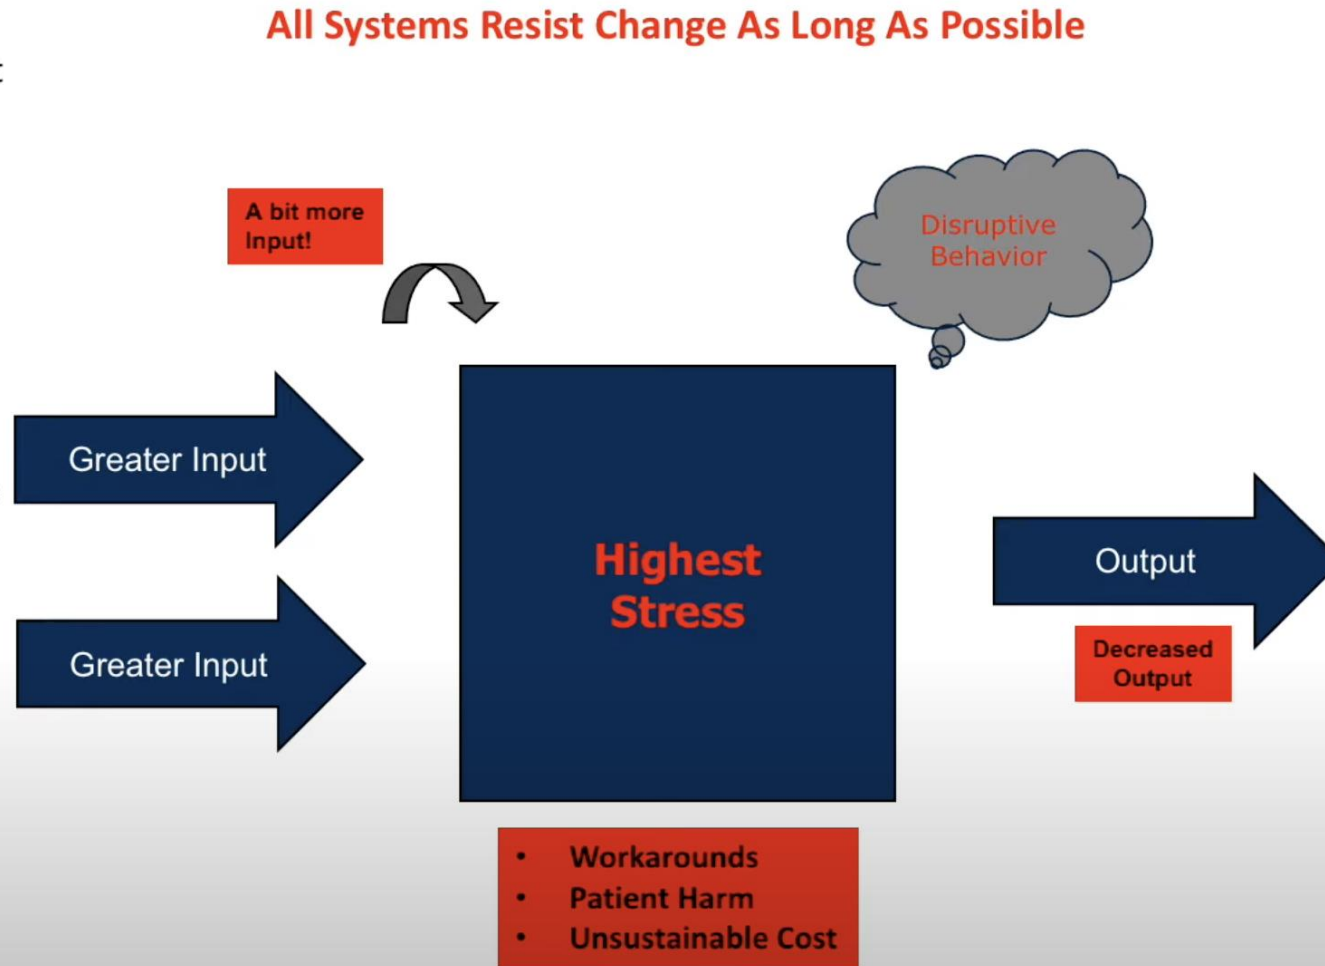 All Systems Resist Change As Long As Possible
A bit more
Input!
Disruptive
Behavior
Greater Input
Greater Input
Highest
Stress
Output
Decreased
Output
• Workarounds
• Patient Harm
• Unsustainable Cost